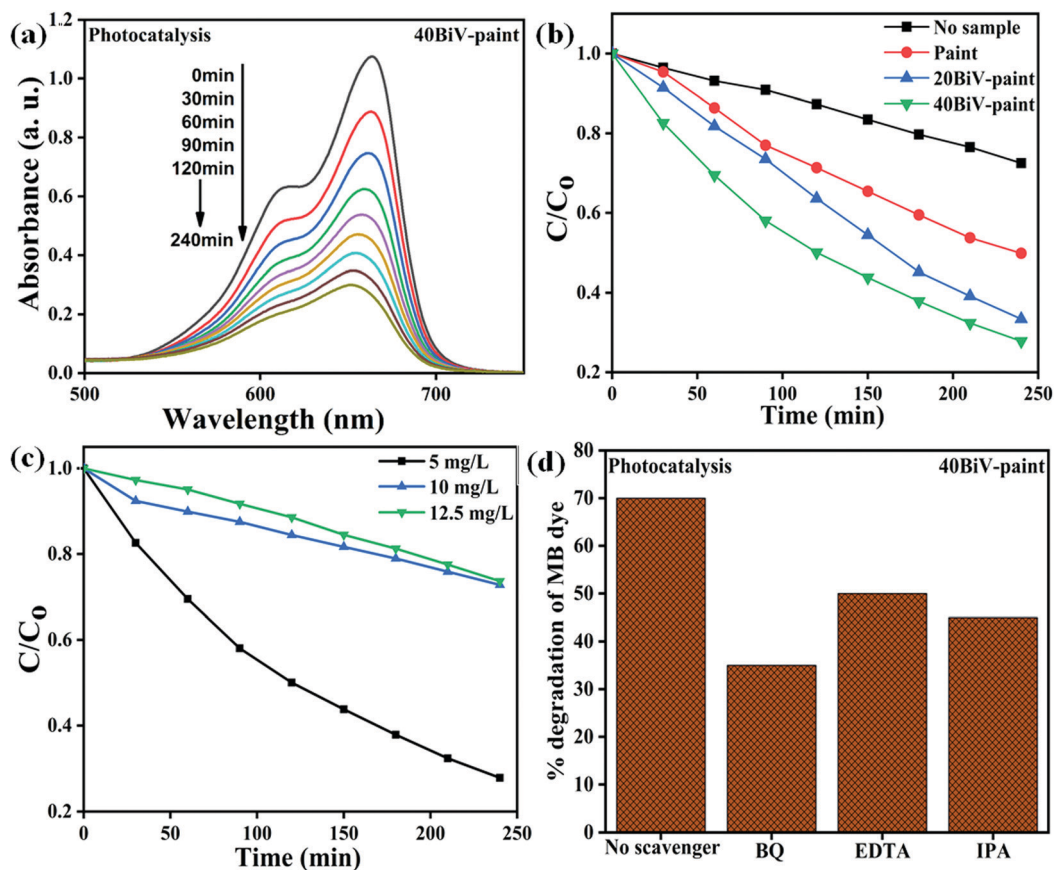 (a)
Photocatalysis
40BiV-paint
0min
30min
60min
90min
120min
240min
Absorbance (a. u.)
1.2
1.0
0.8
0.6
0.4
0.2
0.0
500
600
700
Wavelength (nm)
(b)
No sample
Paint
20BiV-paint
40BiV-paint
C/Co
1.0
0.8
0.6
0.4
0.2
0
50
100
150
200
250
Time (min)
(c)
5 mg/L
10 mg/L
12.5 mg/L
C/Co
1.0
0.8
0.6
0.4
0.2
0
50
100
150
200
250
Time (min)
(d)
Photocatalysis
40BiV-paint
% degradation of MB dye
80
70
60
50
40
30
20
10
0
No scavenger
BQ
EDTA
IPA